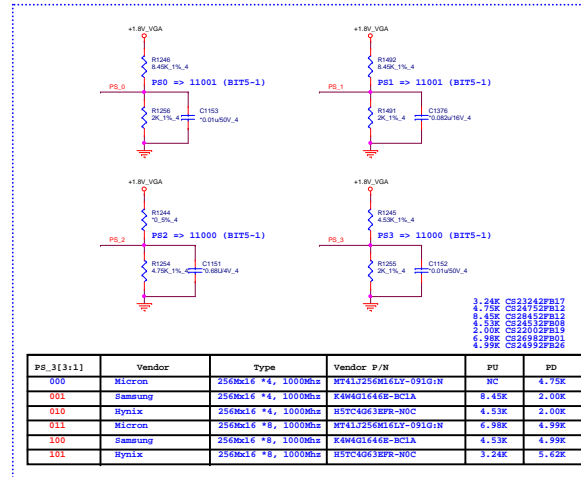 +1.8V_VGA
R1246
8.45K_1%_4
PS0 => 11001 (BIT5-1)
PS_0
R1256
2K_1%_4
C1153
*0.01u/50V_4
+1.8V_VGA
R1492
8.45K_1%_4
PS1 => 11001 (BIT5-1)
PS_1
R1491
2K_1%_4
C1376
*0.082u/16V_4
+1.8V_VGA
R1244
*0_5%_4
PS2 => 11000 (BIT5-1)
PS_2
R1254
4.75K_1%_4
C1151
*0.68U/4V_4
+1.8V_VGA
R1245
4.53K_1%_4
PS3 => 11000 (BIT5-1)
PS_3
R1255
2K_1%_4
C1152
*0.01u/50V_4
3.24K CS23242FB17
4.75K CS24752FB12
8.45K CS28452FB12
4.53K CS24532FB08
2.00K CS22002FB19
6.98K CS26982FB01
4.99K CS24992FB26
PS_3[3:1] Vendor Type Vendor P/N PU PD
000 Micron 256Mx16 *4, 1000Mhz MT41J256M16LY-091G:N NC 4.75K
001 Samsung 256Mx16 *4, 1000Mhz K4W4G1646E-BC1A 8.45K 2.00K
010 Hynix 256Mx16 *4, 1000Mhz H5TC4G63EFR-N0C 4.53K 2.00K
011 Micron 256Mx16 *8, 1000Mhz MT41J256M16LY-091G:N 6.98K 4.99K
100 Samsung 256Mx16 *8, 1000Mhz K4W4G1646E-BC1A 4.53K 4.99K
101 Hynix 256Mx16 *8, 1000Mhz H5TC4G63EFR-N0C 3.24K 5.62K